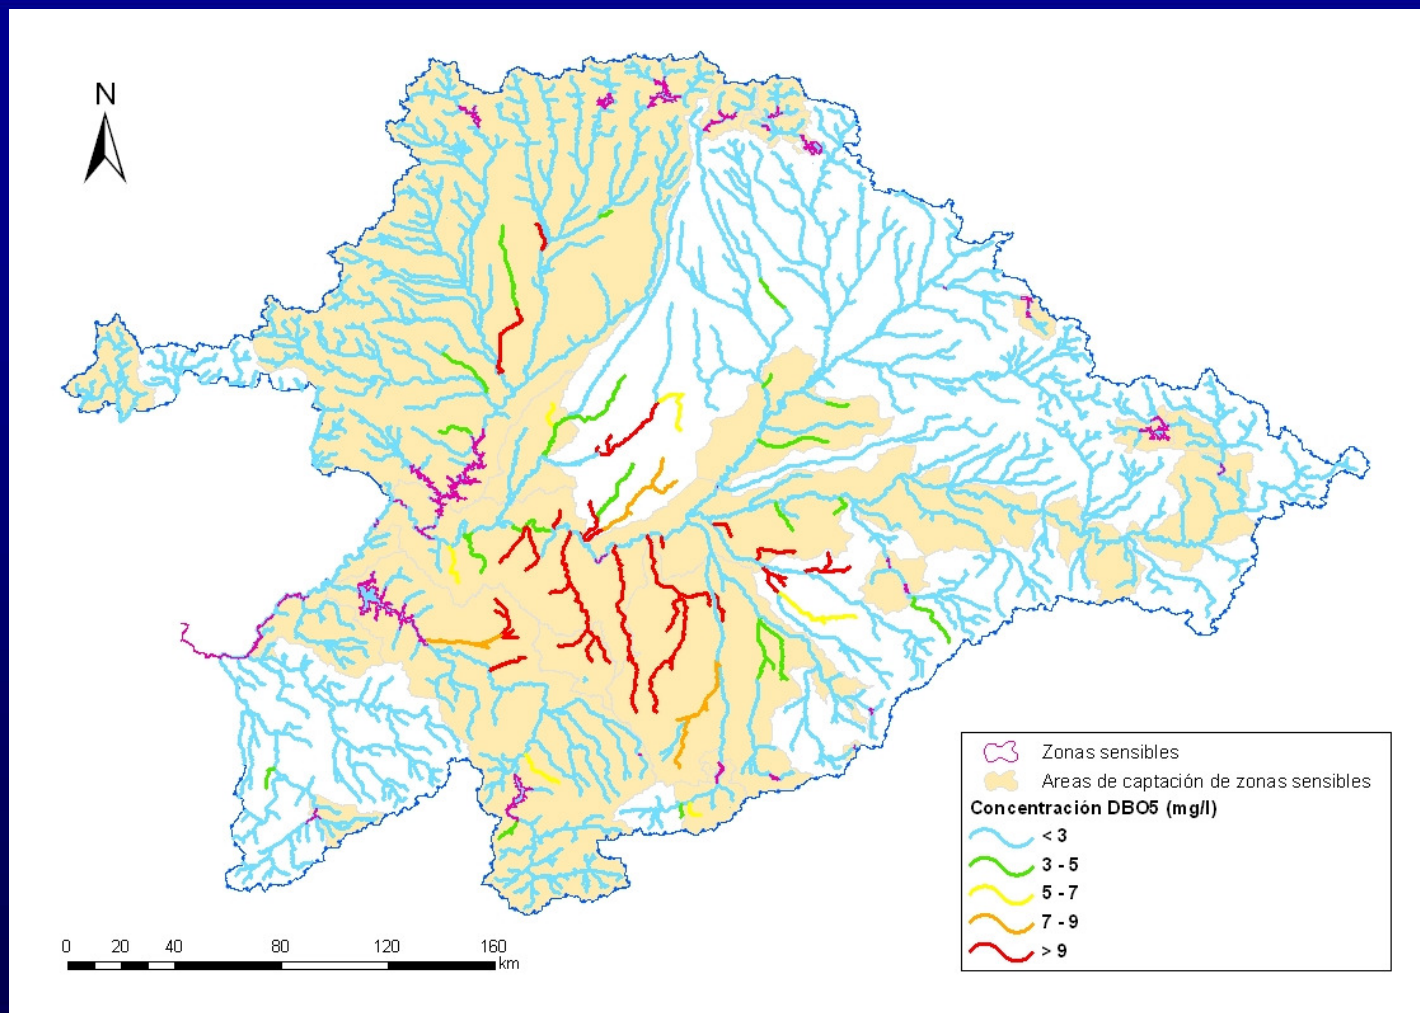 N
Zonas sensibles
Areas de captación de zonas sensibles
Concentración DBO5 (mg/l)
< 3
3 - 5
5 - 7
7 - 9
> 9
0 20 40 80 120 160
km